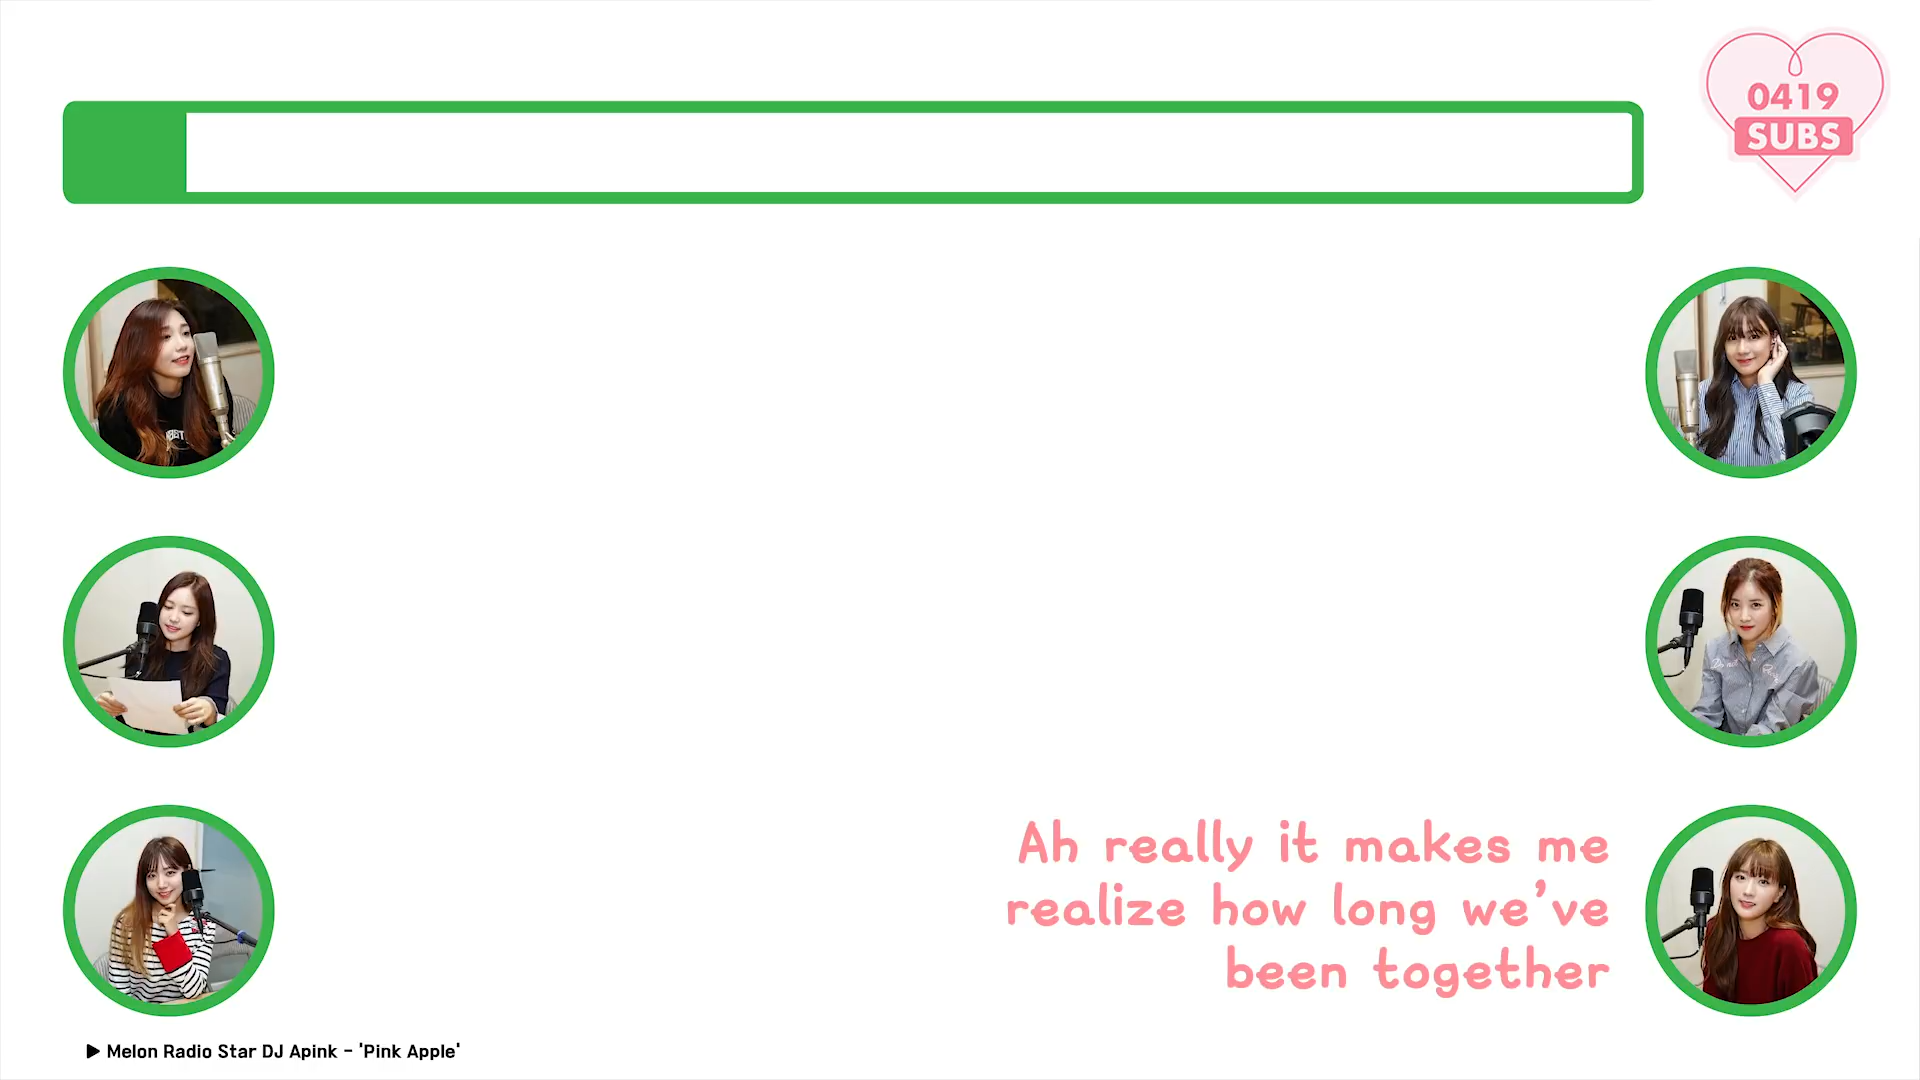 0419
SUBS
Ah really it makes me
realize how long we've
been together
▶ Melon Radio Star DJ Apink - 'Pink Apple'